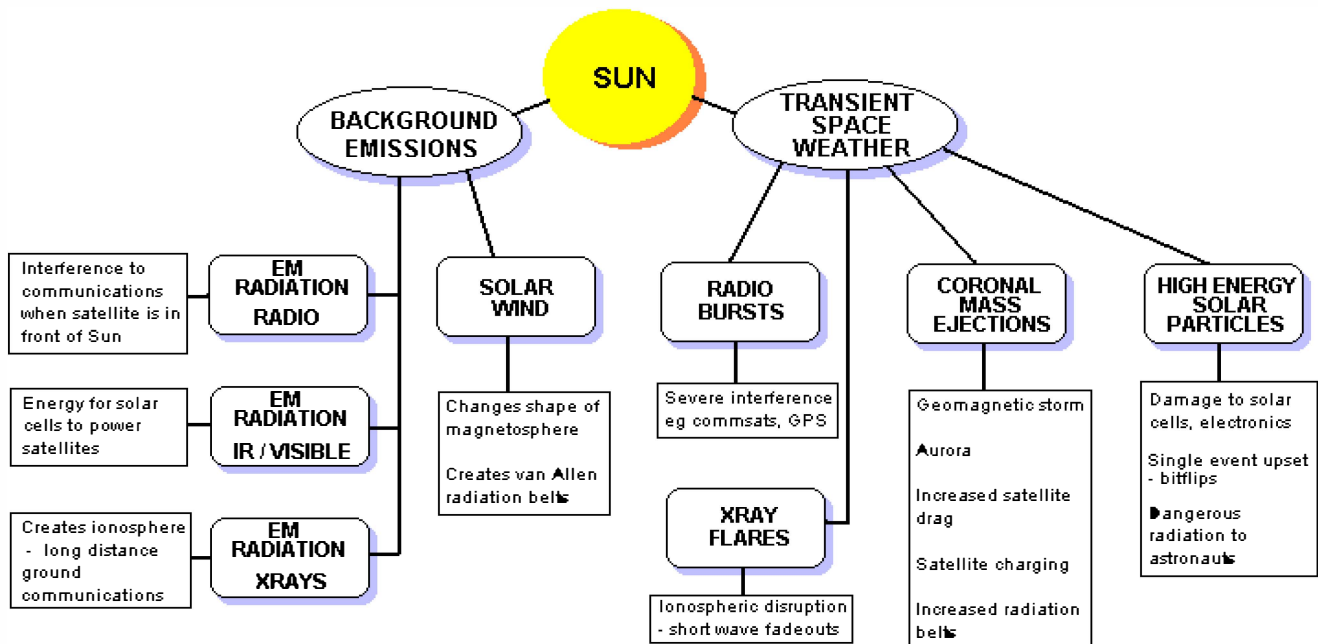 SUN
BACKGROUND
EMISSIONS
TRANSIENT
SPACE
WEATHER
Interference to
communications
when satellite is in
front of Sun
EM
RADIATION
RADIO
SOLAR
WIND
RADIO
BURSTS
CORONAL
MASS
EJECTIONS
HIGH ENERGY
SOLAR
PARTICLES
Energy for solar
cells to power
satellites
EM
RADIATION
IR / VISIBLE
Changes shape of
magnetosphere
Creates van Allen
radiation belts
Severe interference
eg commsats, GPS
Geomagnetic storm
Aurora
Increased satellite
drag
Satellite charging
Increased radiation
belts
Damage to solar
cells, electronics
Single event upset
- bitflips
Dangerous
radiation to
astronauts
Creates ionosphere
- long distance
ground
communications
EM
RADIATION
XRAYS
XRAY
FLARES
Ionospheric disruption
- short wave fadeouts